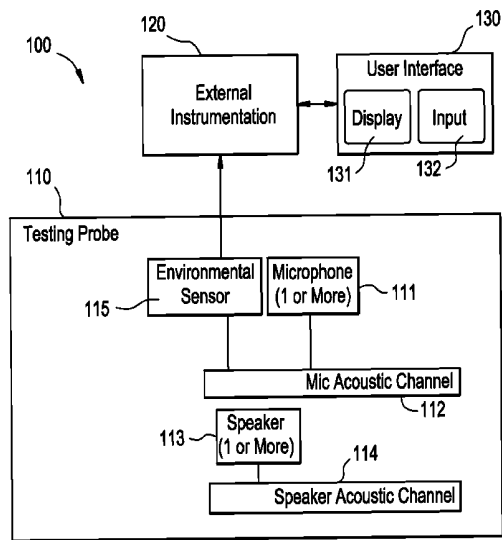 100
120
130
External
Instrumentation
User Interface
Display
Input
131
132
110
Testing Probe
Environmental
Sensor
115
Microphone
(1 or More)
111
Mic Acoustic Channel
112
113
Speaker
(1 or More)
114
Speaker Acoustic Channel